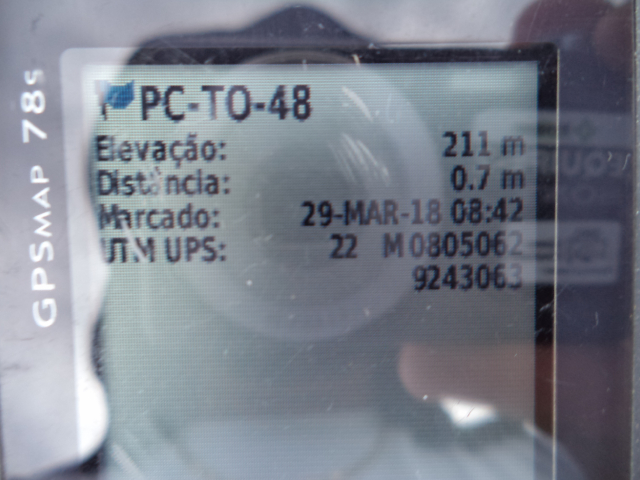 GPSMAP 78s
PC-TO-48
Elevação: 211 m
Distância: 0.7 m
Marcado: 29-MAR-18 08:42
UTM UPS: 22 M 0805062
9243063